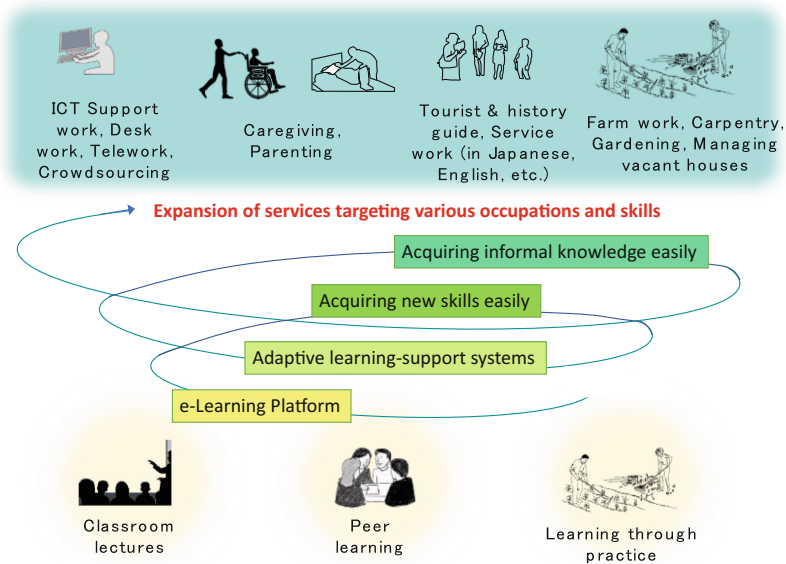 ICT Support
work, Desk
work, Telework,
Crowdsourcing
Caregiving,
Parenting
Tourist & history
guide, Service
work (in Japanese,
English, etc.)
Farm work, Carpentry,
Gardening, Managing
vacant houses
Expansion of services targeting various occupations and skills
Acquiring informal knowledge easily
Acquiring new skills easily
Adaptive learning-support systems
e-Learning Platform
Classroom
lectures
Peer
learning
Learning through
practice